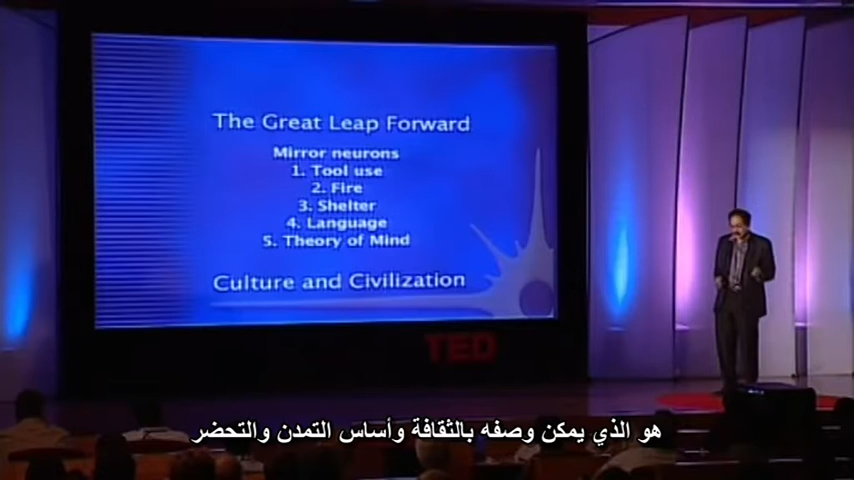 The Great Leap Forward
Mirror neurons
1. Tool use
2. Fire
3. Shelter
4. Language
5. Theory of Mind
Culture and Civilization
TED
هو الذي يمكن وصفه بالثقافة وأساس التمدن والتحضر